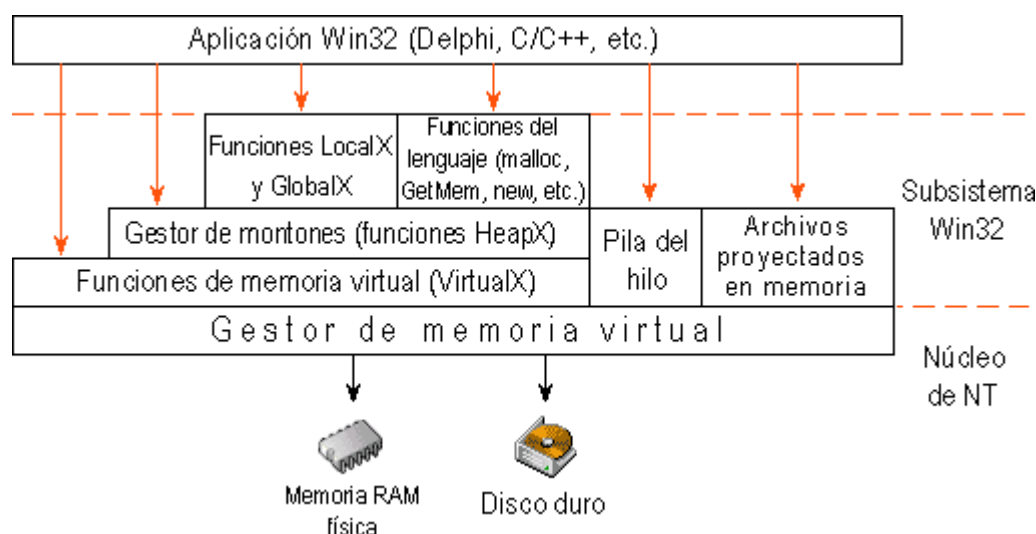 Aplicación Win32 (Delphi, C/C++, etc.)
Funciones LocalX
y GlobalX
Funciones del
lenguaje (malloc,
GetMem, new, etc.)
Subsistema
Win32
Gestor de montones (funciones HeapX)
Pila del
hilo
Archivos
proyectados
en memoria
Funciones de memoria virtual (VirtualX)
Gestor de memoria virtual
Núcleo
de NT
Memoria RAM
física
Disco duro